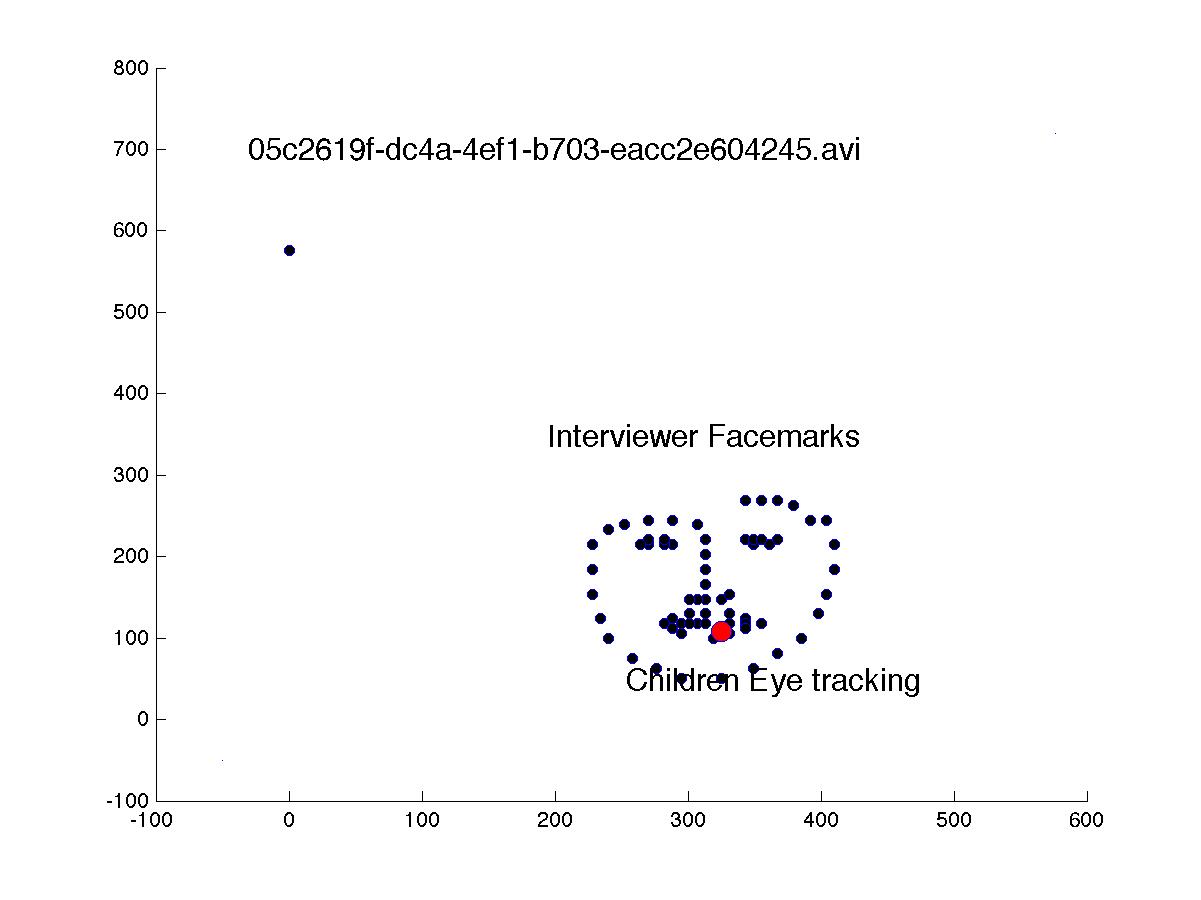 800
700
600
500
400
300
200
100
0
-100
05c2619f-dc4a-4ef1-b703-eacc2e604245.avi
Interviewer Facemarks
Children Eye tracking
-100 0 100 200 300 400 500 600